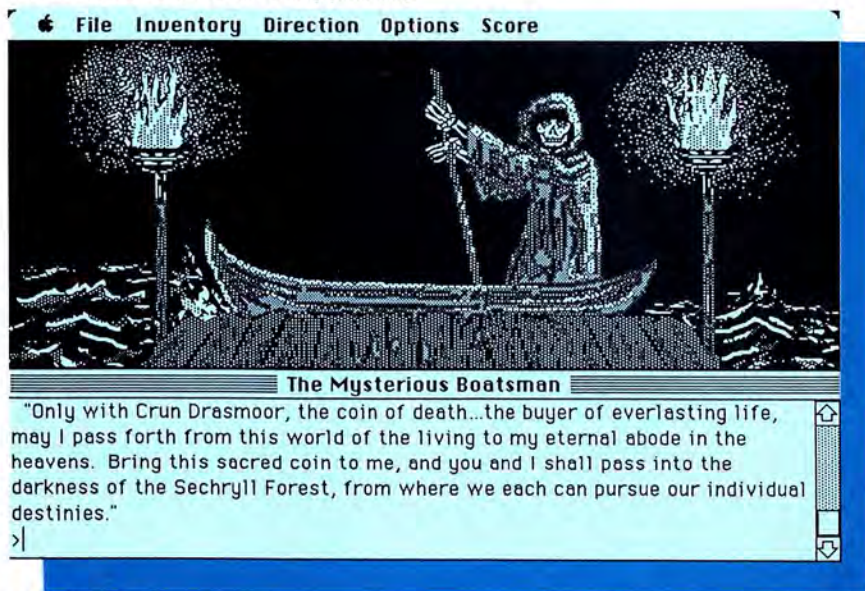 File Inventory Direction Options Score
The Mysterious Boatsman
"Only with Crun Drasmoor, the coin of death...the buyer of everlasting life,
may I pass forth from this world of the living to my eternal abode in the
heavens. Bring this sacred coin to me, and you and I shall pass into the
darkness of the Sechryll Forest, from where we each can pursue our individual
destinies."
>